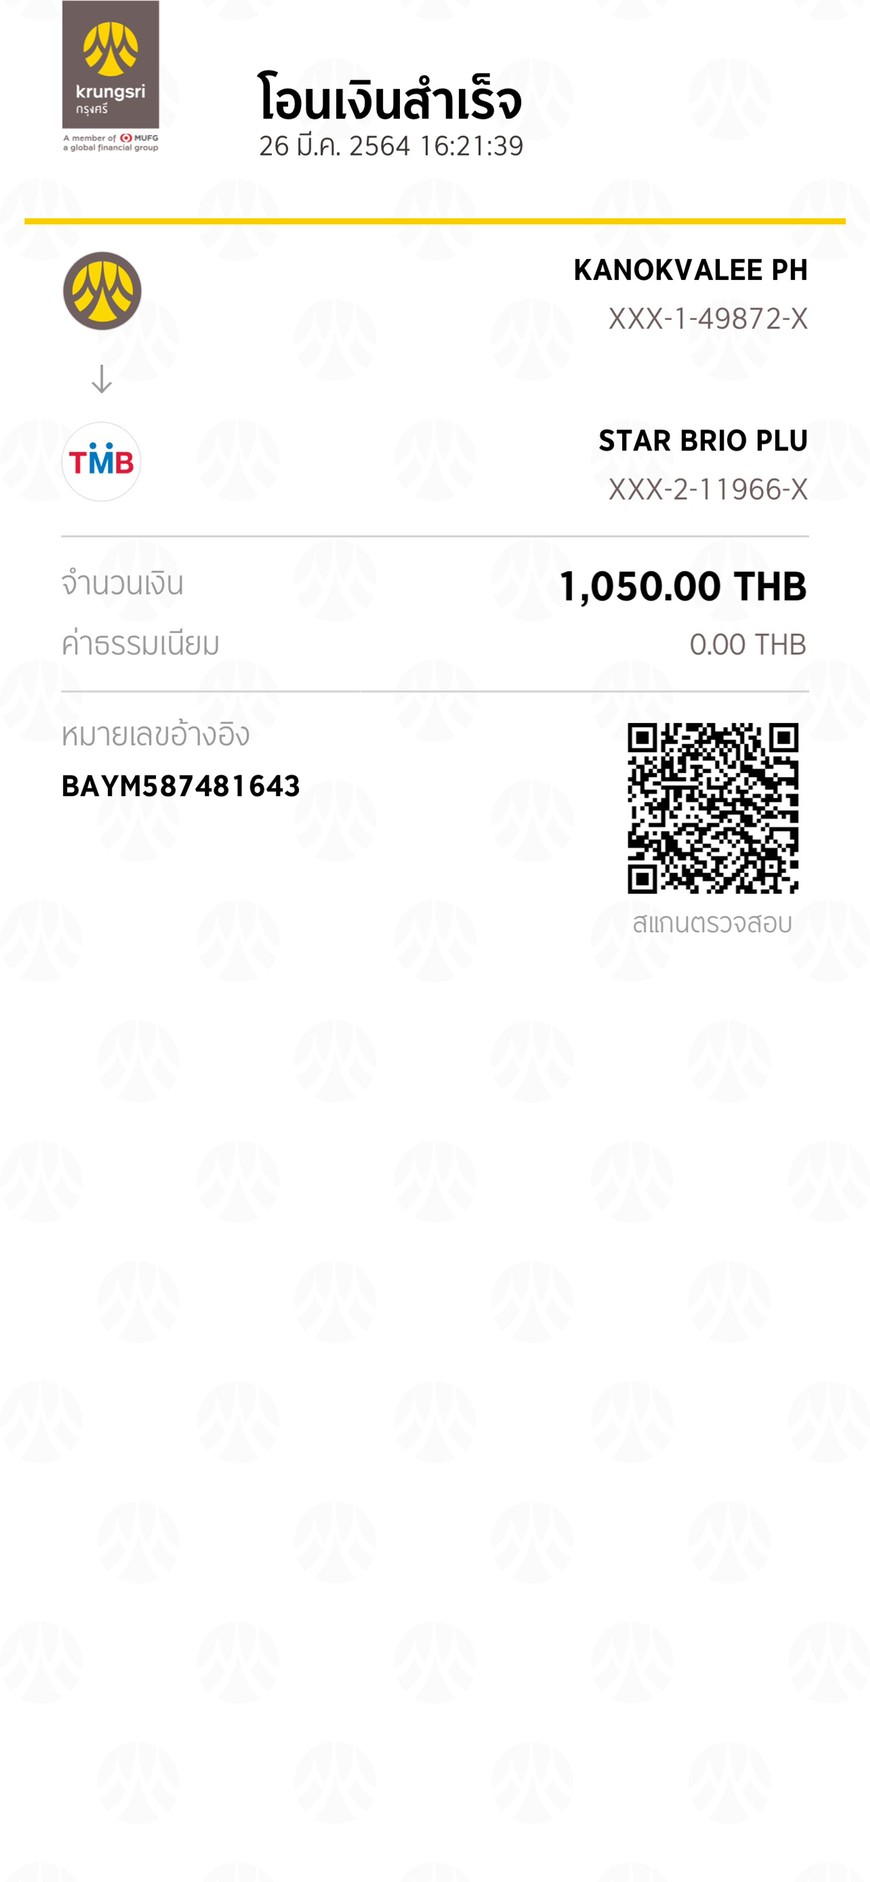 krungsri
กรุงศรี
A member of MUFG
a global financial group
โอนเงินสำเร็จ
26 มี.ค. 2564 16:21:39
KANOKVALEE PH
XXX-1-49872-X
TMB
STAR BRIO PLU
XXX-2-11966-X
จำนวนเงิน 1,050.00 THB
ค่าธรรมเนียม 0.00 THB
หมายเลขอ้างอิง
BAYM587481643
สแกนตรวจสอบ